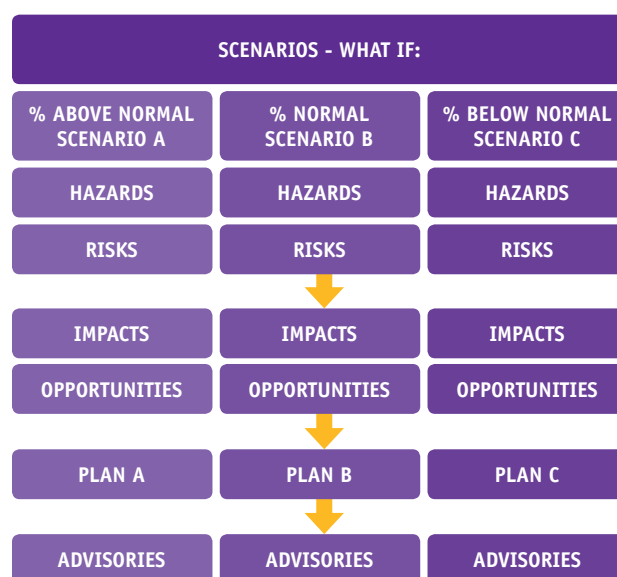 SCENARIOS - WHAT IF:
% ABOVE NORMAL
SCENARIO A
% NORMAL
SCENARIO B
% BELOW NORMAL
SCENARIO C
HAZARDS
HAZARDS
HAZARDS
RISKS
RISKS
RISKS
IMPACTS
IMPACTS
IMPACTS
OPPORTUNITIES
OPPORTUNITIES
OPPORTUNITIES
PLAN A
PLAN B
PLAN C
ADVISORIES
ADVISORIES
ADVISORIES